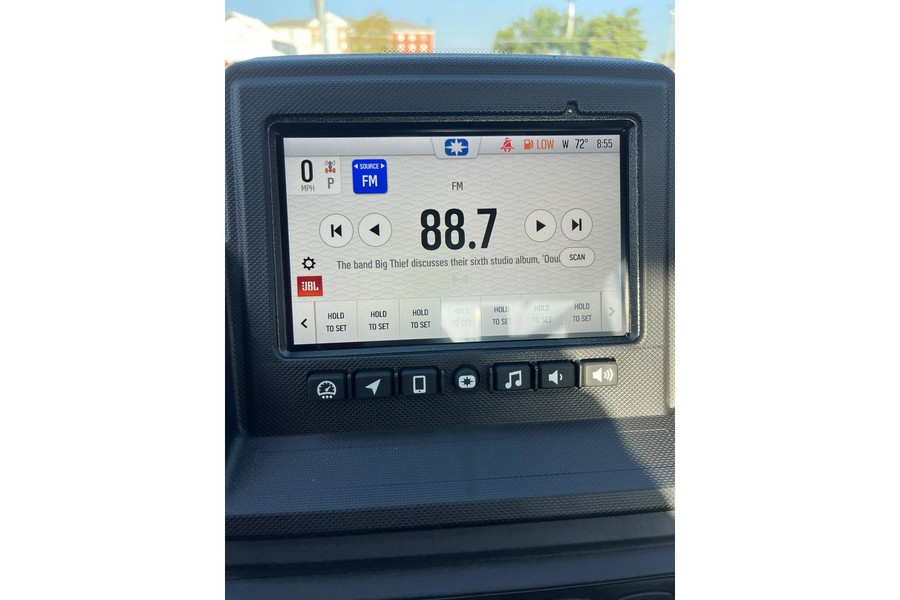 LOW W 72° 8:55
0
MPH
P
SOURCE
FM
FM
88.7
The band Big Thief discusses their sixth studio album, 'Dou
SCAN
JBL
HOLD TO SET
HOLD TO SET
HOLD TO SET
HOLD TO SET
HOLD TO SET
HOLD TO SET
HOLD TO SET